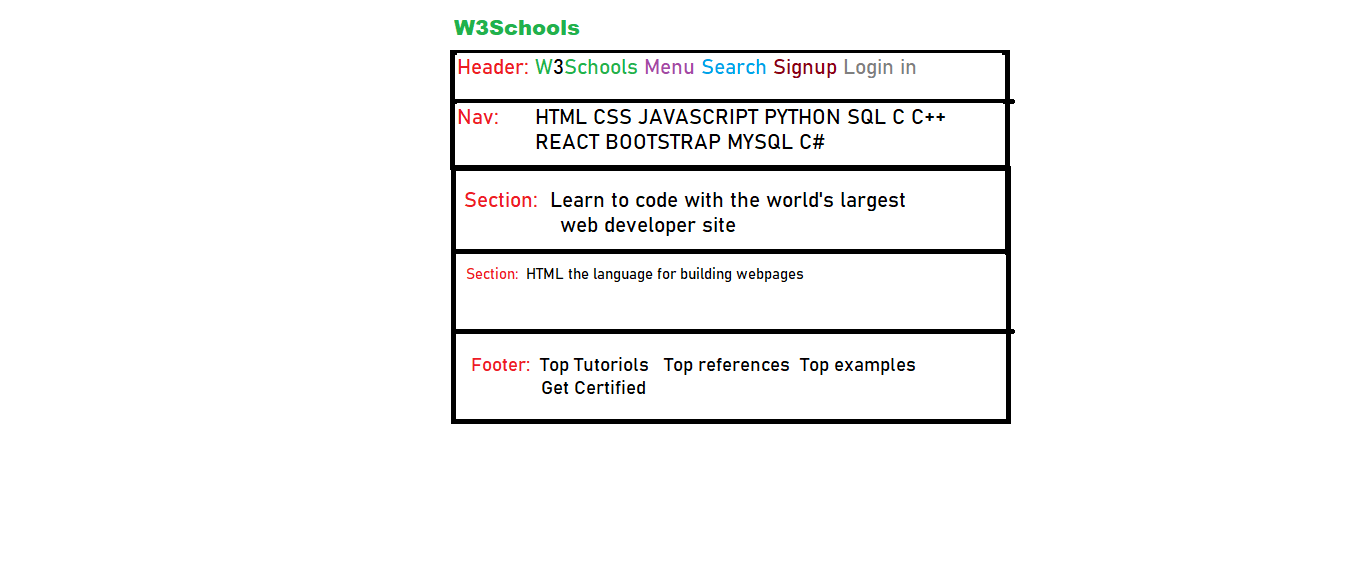 W3Schools
Header: W3Schools Menu Search Signup Login in
Nav: HTML CSS JAVASCRIPT PYTHON SQL C C++
REACT BOOTSTRAP MYSQL C#
Section: Learn to code with the world's largest
web developer site
Section: HTML the language for building webpages
Footer: Top Tutoriols Top references Top examples
Get Certified